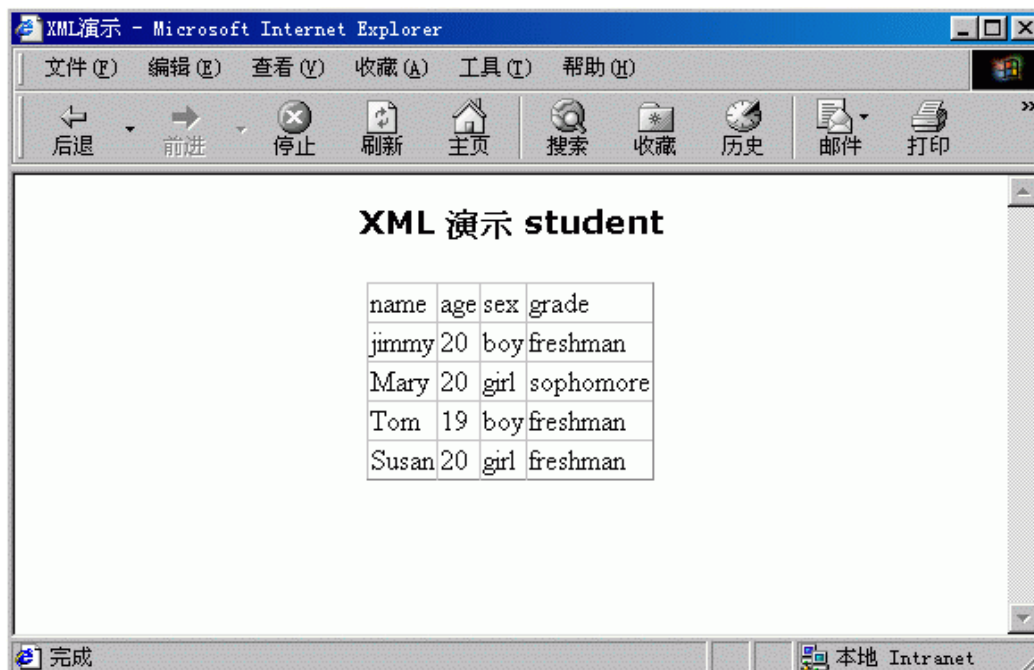 XML演示 - Microsoft Internet Explorer
文件(F) 编辑(E) 查看(V) 收藏(A) 工具(T) 帮助(H)
后退 前进 停止 刷新 主页 搜索 收藏 历史 邮件 打印 »
XML 演示 student
name age sex grade
jimmy 20 boy freshman
Mary 20 girl sophomore
Tom 19 boy freshman
Susan 20 girl freshman
完成 本地 Intranet